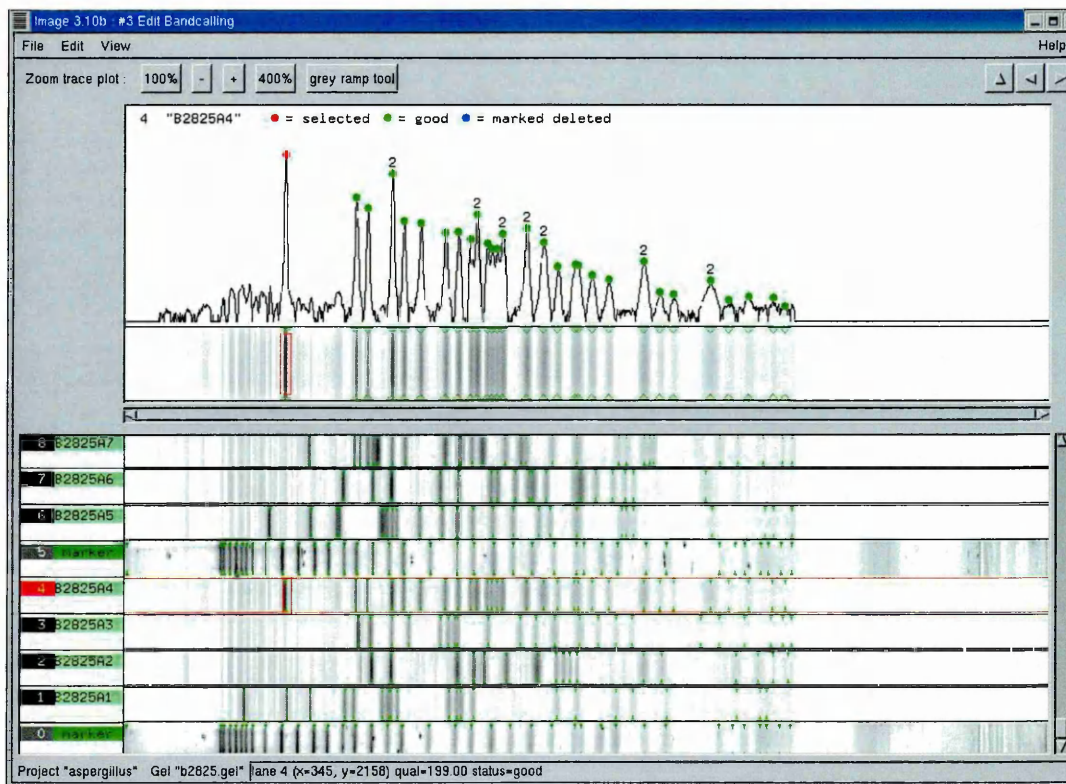 Image 3.10b : #3 Edit Bandcalling
File Edit View Help
Zoom trace plot : 100% - + 400% grey ramp tool
4 "B2825A4" = selected = good = marked deleted
2
2
2
2
2
2
2
8 B2825A7
7 B2825A6
6 B2825A5
5 marker
4 B2825A4
3 B2825A3
2 B2825A2
1 B2825A1
0 marker
Project "aspergillus" Gel "b2825.gel" lane 4 (x=345, y=2158) qual=199.00 status=good